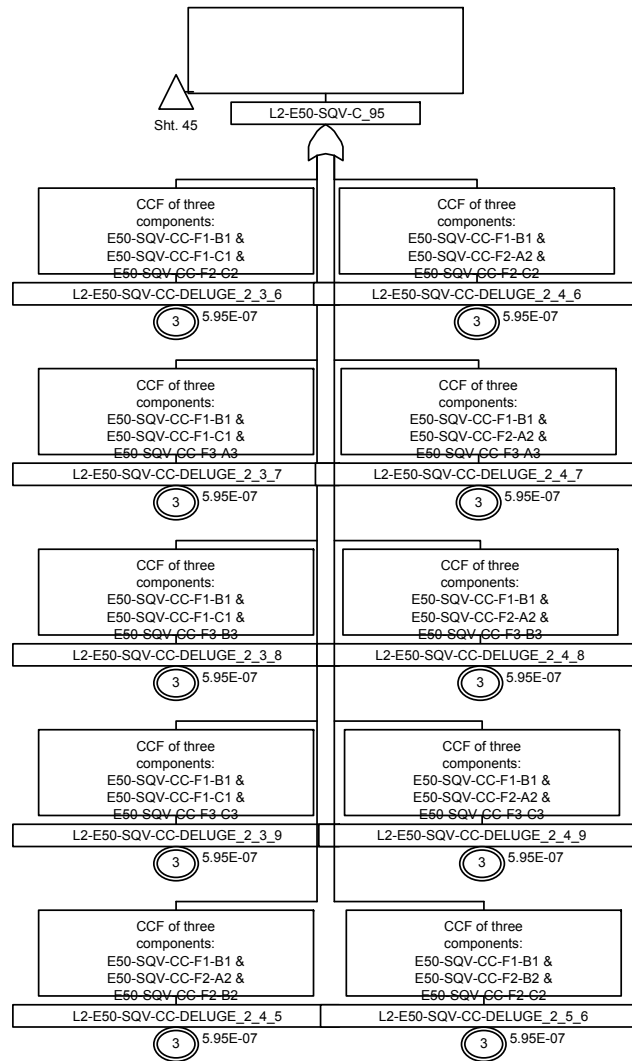 L2-E50-SQV-C_95
Sht. 45
CCF of three
components:
E50-SQV-CC-F1-B1 &
E50-SQV-CC-F1-C1 &
E50-SQV-CC-F2-C2
L2-E50-SQV-CC-DELUGE_2_3_6
3
5.95E-07
CCF of three
components:
E50-SQV-CC-F1-B1 &
E50-SQV-CC-F2-A2 &
E50-SQV-CC-F2-C2
L2-E50-SQV-CC-DELUGE_2_4_6
3
5.95E-07
CCF of three
components:
E50-SQV-CC-F1-B1 &
E50-SQV-CC-F1-C1 &
E50-SQV-CC-F3-A3
L2-E50-SQV-CC-DELUGE_2_3_7
3
5.95E-07
CCF of three
components:
E50-SQV-CC-F1-B1 &
E50-SQV-CC-F2-A2 &
E50-SQV-CC-F3-A3
L2-E50-SQV-CC-DELUGE_2_4_7
3
5.95E-07
CCF of three
components:
E50-SQV-CC-F1-B1 &
E50-SQV-CC-F1-C1 &
E50-SQV-CC-F3-B3
L2-E50-SQV-CC-DELUGE_2_3_8
3
5.95E-07
CCF of three
components:
E50-SQV-CC-F1-B1 &
E50-SQV-CC-F2-A2 &
E50-SQV-CC-F3-B3
L2-E50-SQV-CC-DELUGE_2_4_8
3
5.95E-07
CCF of three
components:
E50-SQV-CC-F1-B1 &
E50-SQV-CC-F1-C1 &
E50-SQV-CC-F3-C3
L2-E50-SQV-CC-DELUGE_2_3_9
3
5.95E-07
CCF of three
components:
E50-SQV-CC-F1-B1 &
E50-SQV-CC-F2-A2 &
E50-SQV-CC-F3-C3
L2-E50-SQV-CC-DELUGE_2_4_9
3
5.95E-07
CCF of three
components:
E50-SQV-CC-F1-B1 &
E50-SQV-CC-F2-A2 &
E50-SQV-CC-F2-B2
L2-E50-SQV-CC-DELUGE_2_4_5
3
5.95E-07
CCF of three
components:
E50-SQV-CC-F1-B1 &
E50-SQV-CC-F2-B2 &
E50-SQV-CC-F2-C2
L2-E50-SQV-CC-DELUGE_2_5_6
3
5.95E-07